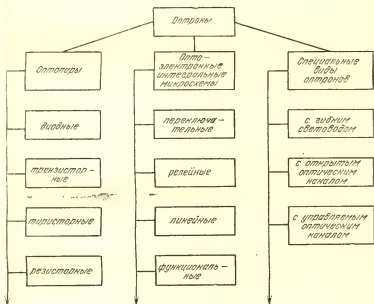 Оптроны
Оптопары
Опто-
электронные
интегральные
микросхемы
Специальные
виды
оптронов
диодные
переключа-
тельные
с гибким
световодом
транзистор-
ные
релейные
с открытым
оптическим
каналом
тиристорные
линейные
с управляемым
оптическим
каналом
резисторные
функциональ-
ные